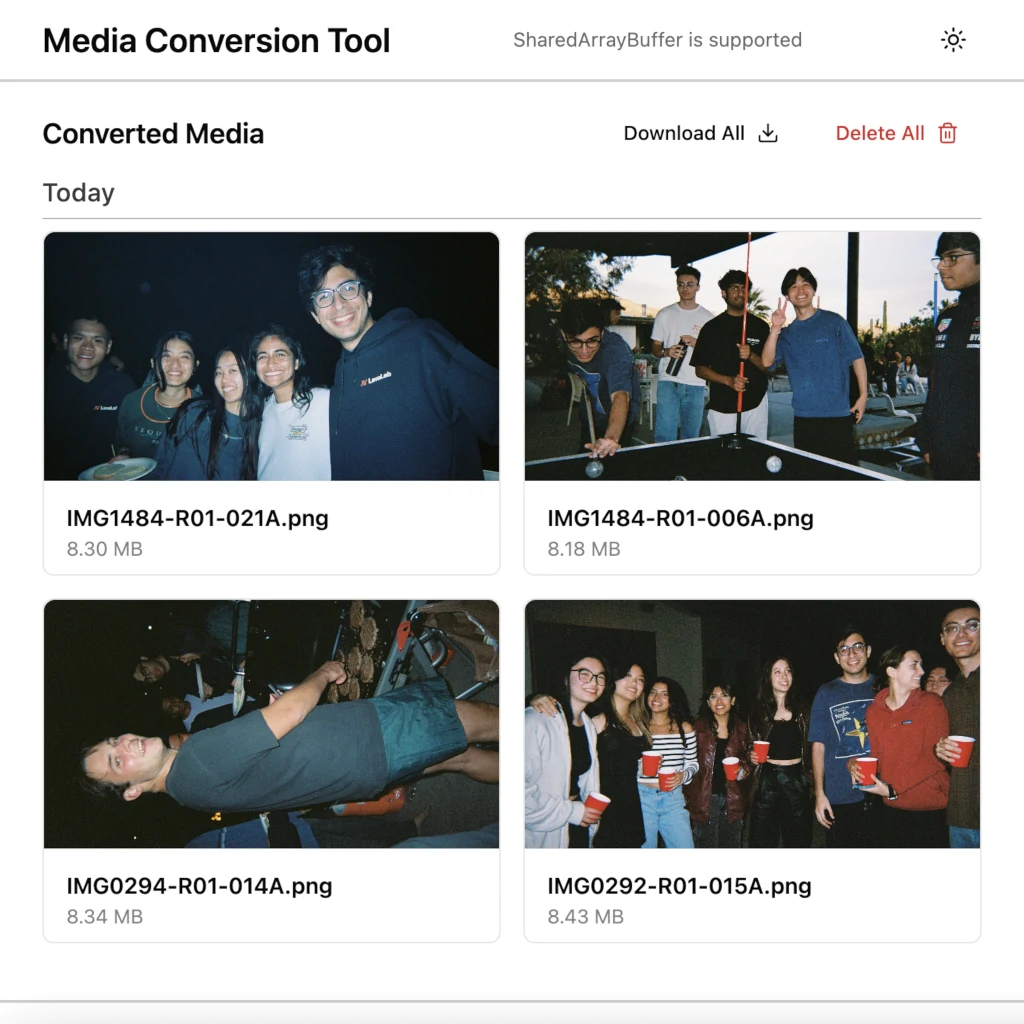 Media Conversion Tool
SharedArrayBuffer is supported
Converted Media
Download All
Delete All
Today
LavaLab
LavaLab
IMG1484-R01-021A.png
8.30 MB
IMG1484-R01-006A.png
8.18 MB
IMG0294-R01-014A.png
8.34 MB
IMG0292-R01-015A.png
8.43 MB